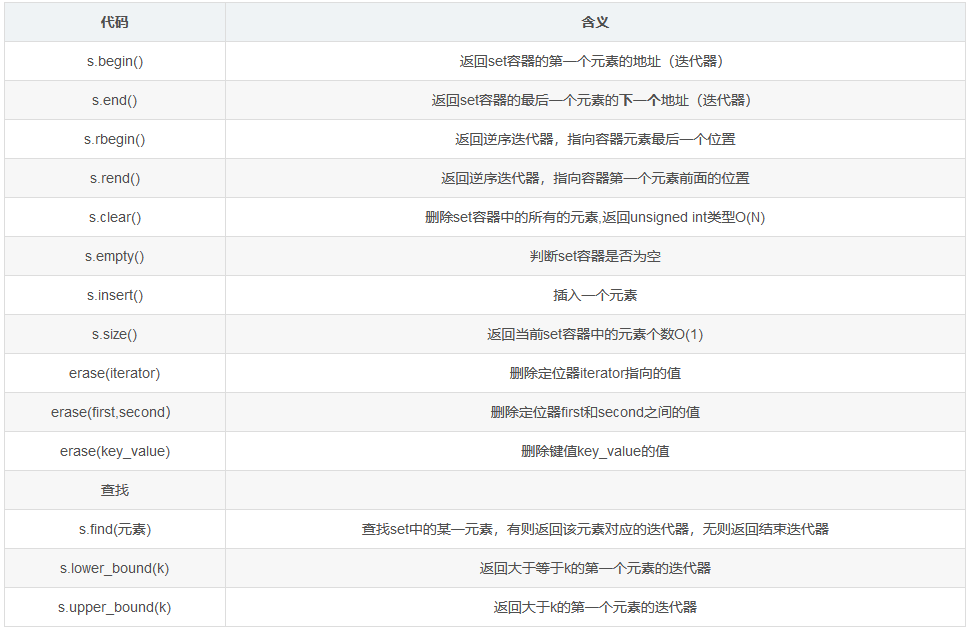 代码 含义
s.begin() 返回set容器的第一个元素的地址（迭代器）
s.end() 返回set容器的最后一个元素的下一个地址（迭代器）
s.rbegin() 返回逆序迭代器，指向容器元素最后一个位置
s.rend() 返回逆序迭代器，指向容器第一个元素前面的位置
s.clear() 删除set容器中的所有的元素,返回unsigned int类型O(N)
s.empty() 判断set容器是否为空
s.insert() 插入一个元素
s.size() 返回当前set容器中的元素个数O(1)
erase(iterator) 删除定位器iterator指向的值
erase(first,second） 删除定位器first和second之间的值
erase(key_value) 删除键值key_value的值
查找
s.find(元素) 查找set中的某一元素，有则返回该元素对应的迭代器，无则返回结束迭代器
s.lower_bound(k) 返回大于等于k的第一个元素的迭代器
s.upper_bound(k) 返回大于k的第一个元素的迭代器